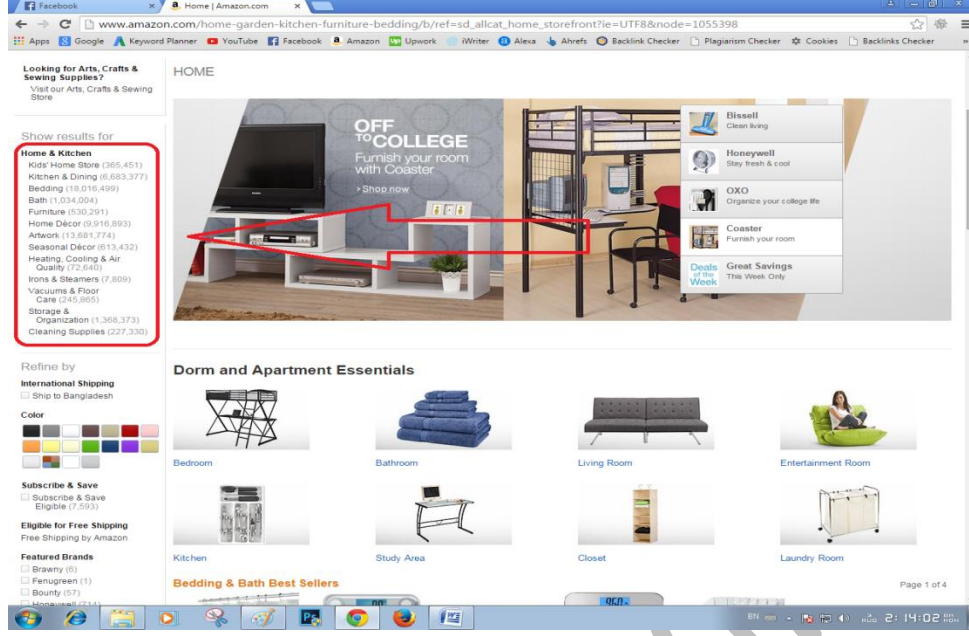 Facebook
Home | Amazon.com
www.amazon.com/home-garden-kitchen-furniture-bedding/b/ref=sd_allcat_home_storefront?ie=UTF8&node=1055398
Apps Google Keyword Planner YouTube Facebook Amazon Upwork iWriter Alexa Ahrefs Backlink Checker Plagiarism Checker Cookies Backlinks Checker »
Looking for Arts, Crafts &
Sewing Supplies?
Visit our Arts, Crafts & Sewing
Store
Show results for
Home & Kitchen
Kids' Home Store (365,451)
Kitchen & Dining (6,683,377)
Bedding (18,016,499)
Bath (1,034,004)
Furniture (530,291)
Home Décor (9,916,893)
Artwork (13,681,774)
Seasonal Décor (613,432)
Heating, Cooling & Air
Quality (72,640)
Irons & Steamers (7,809)
Vacuums & Floor
Care (245,865)
Storage &
Organization (1,368,373)
Cleaning Supplies (227,330)
Refine by
International Shipping
Ship to Bangladesh
Color
Subscribe & Save
Subscribe & Save
Eligible (7,593)
Eligible for Free Shipping
Free Shipping by Amazon
Featured Brands
Brawny (6)
Fenugreen (1)
Bounty (57)
Honeywell (714)
HOME
OFF
TO COLLEGE
Furnish your room
with Coaster
› Shop now
Bissell
Clean living
Honeywell
Stay fresh & cool
OXO
Organize your college life
Coaster
Furnish your room
Deals
of the
Week
Great Savings
This Week Only
Dorm and Apartment Essentials
Bedroom
Bathroom
Living Room
Entertainment Room
Kitchen
Study Area
Closet
Laundry Room
Bedding & Bath Best Sellers
Page 1 of 4
EN
2:14:02